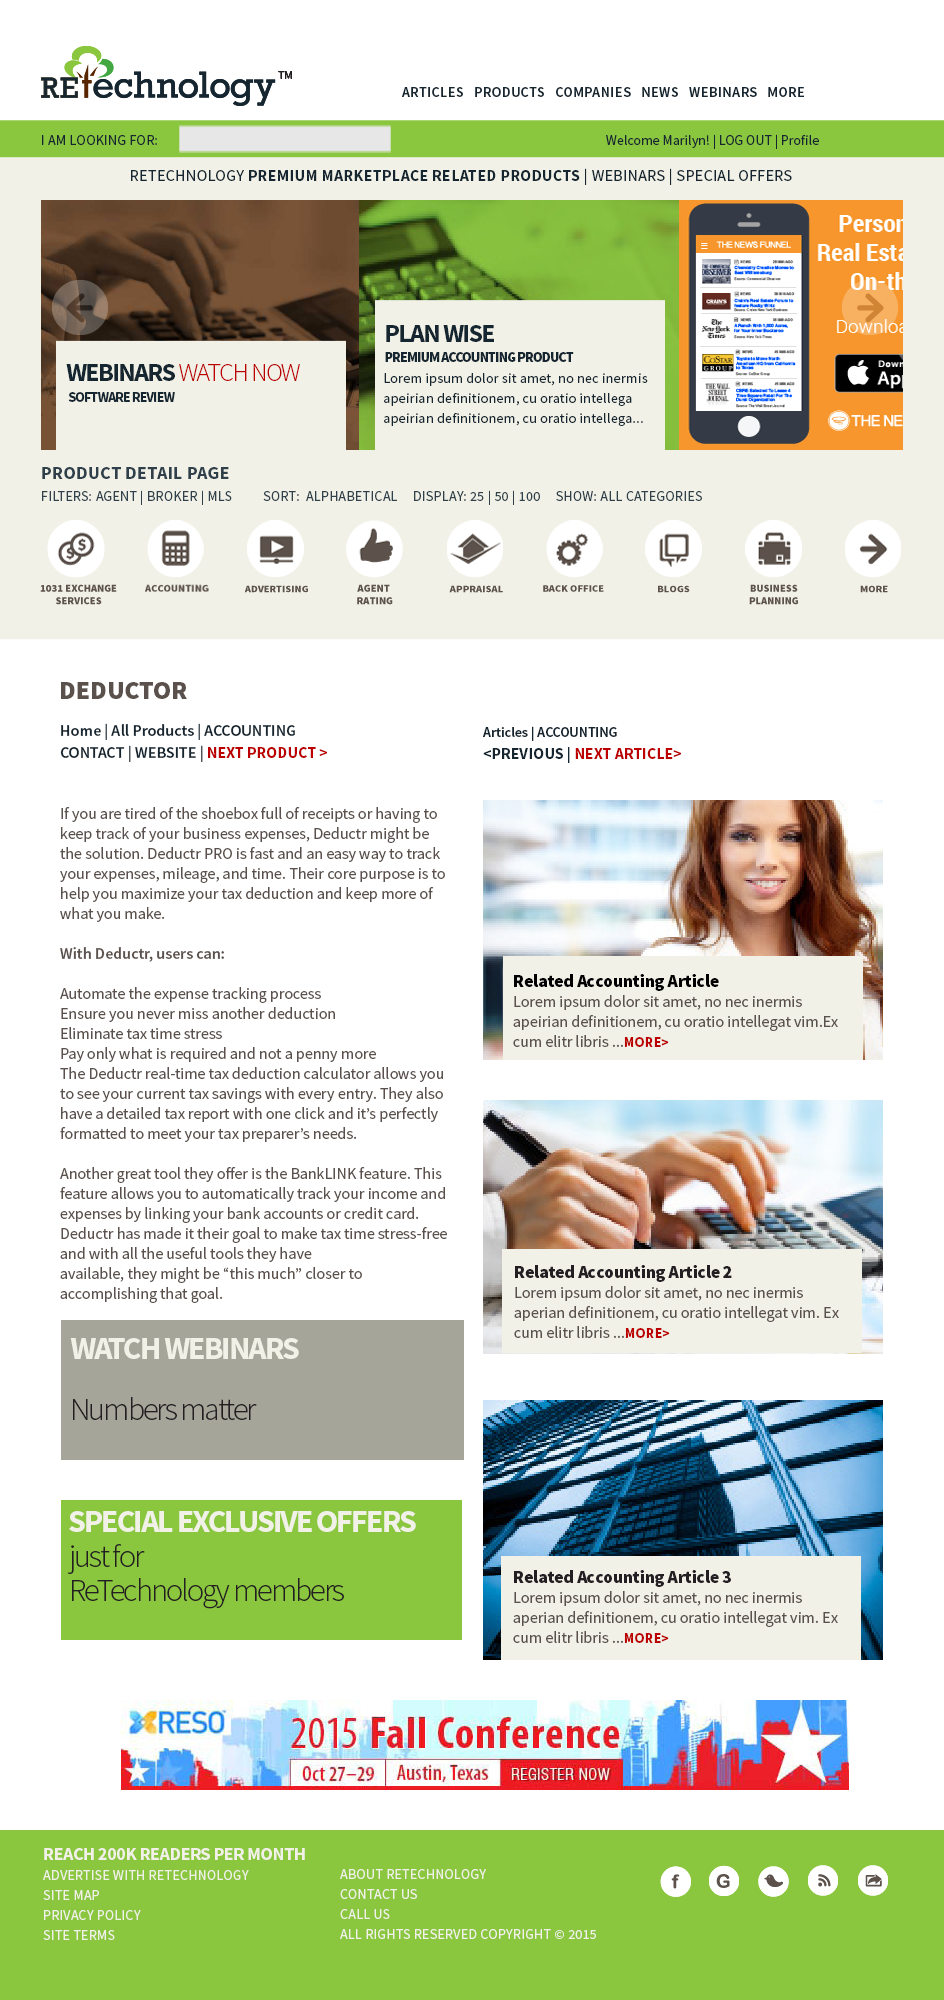 REtechnology™
ARTICLES PRODUCTS COMPANIES NEWS WEBINARS MORE
I AM LOOKING FOR:
Welcome Marilyn! | LOG OUT | Profile
RETECHNOLOGY PREMIUM MARKETPLACE RELATED PRODUCTS | WEBINARS | SPECIAL OFFERS
WEBINARS WATCH NOW
SOFTWARE REVIEW
PLAN WISE
PREMIUM ACCOUNTING PRODUCT
Lorem ipsum dolor sit amet, no nec inermis
apeirian definitionem, cu oratio intellega
apeirian definitionem, cu oratio intellega...
THE NEWS FUNNEL
OBSERVER
CRAIN'S
The New York Times
CoStar GROUP
THE WALL STREET JOURNAL
Person
Real Esta
On-th
Downloa
Down
App
THE NE
PRODUCT DETAIL PAGE
FILTERS: AGENT | BROKER | MLS SORT: ALPHABETICAL DISPLAY: 25 | 50 | 100 SHOW: ALL CATEGORIES
1031 EXCHANGE
SERVICES
ACCOUNTING
ADVERTISING
AGENT
RATING
APPRAISAL
BACK OFFICE
BLOGS
BUSINESS
PLANNING
MORE
DEDUCTOR
Home | All Products | ACCOUNTING
CONTACT | WEBSITE | NEXT PRODUCT >
If you are tired of the shoebox full of receipts or having to
keep track of your business expenses, Deductr might be
the solution. Deductr PRO is fast and an easy way to track
your expenses, mileage, and time. Their core purpose is to
help you maximize your tax deduction and keep more of
what you make.
With Deductr, users can:
Automate the expense tracking process
Ensure you never miss another deduction
Eliminate tax time stress
Pay only what is required and not a penny more
The Deductr real-time tax deduction calculator allows you
to see your current tax savings with every entry. They also
have a detailed tax report with one click and it’s perfectly
formatted to meet your tax preparer’s needs.
Another great tool they offer is the BankLINK feature. This
feature allows you to automatically track your income and
expenses by linking your bank accounts or credit card.
Deductr has made it their goal to make tax time stress-free
and with all the useful tools they have
available, they might be “this much” closer to
accomplishing that goal.
WATCH WEBINARS
Numbers matter
SPECIAL EXCLUSIVE OFFERS
just for
ReTechnology members
Articles | ACCOUNTING
<PREVIOUS | NEXT ARTICLE>
Related Accounting Article
Lorem ipsum dolor sit amet, no nec inermis
apeirian definitionem, cu oratio intellegat vim.Ex
cum elitr libris ...MORE>
Related Accounting Article 2
Lorem ipsum dolor sit amet, no nec inermis
aperian definitionem, cu oratio intellegat vim. Ex
cum elitr libris ...MORE>
Related Accounting Article 3
Lorem ipsum dolor sit amet, no nec inermis
aperian definitionem, cu oratio intellegat vim. Ex
cum elitr libris ...MORE>
RESO
2015 Fall Conference
Oct 27–29 Austin, Texas REGISTER NOW
REACH 200K READERS PER MONTH
ADVERTISE WITH RETECHNOLOGY
SITE MAP
PRIVACY POLICY
SITE TERMS
ABOUT RETECHNOLOGY
CONTACT US
CALL US
ALL RIGHTS RESERVED COPYRIGHT © 2015
f
G